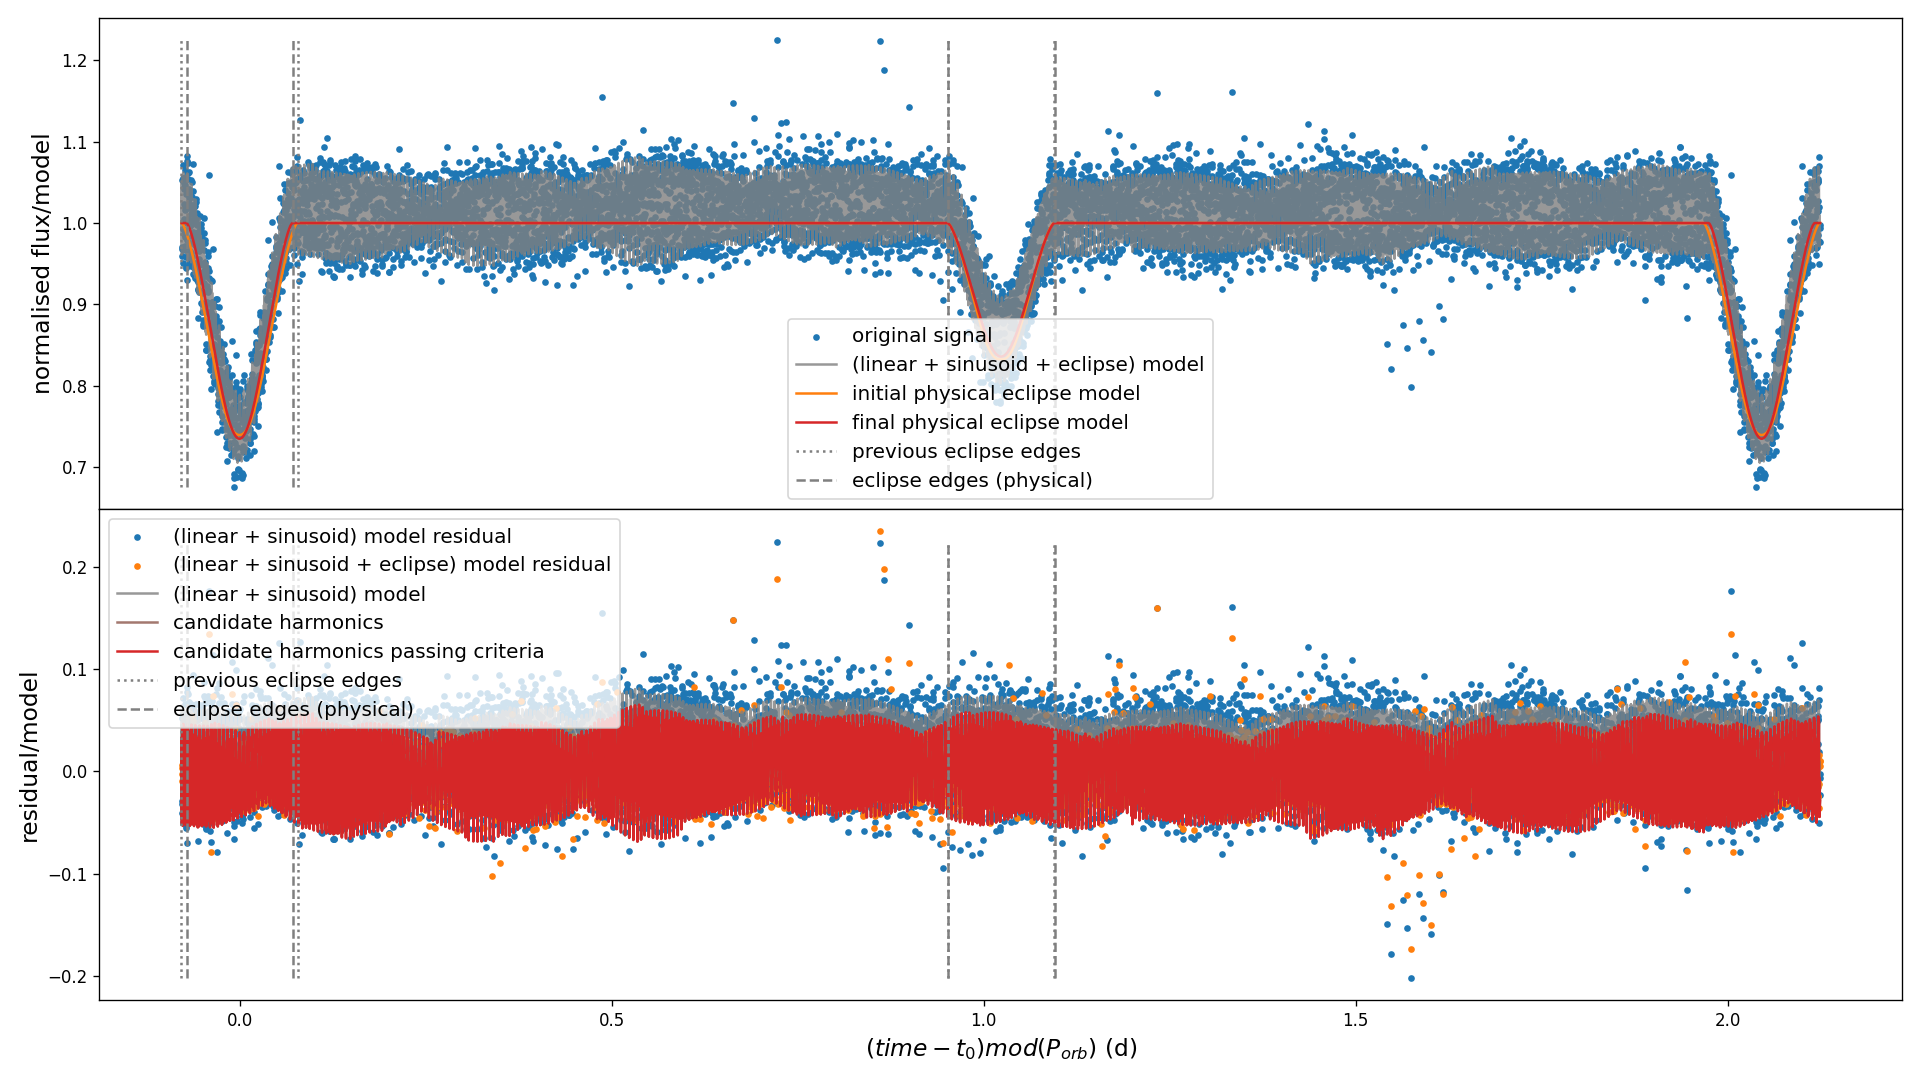 1.2
1.1
1.0
0.9
0.8
0.7
normalised flux/model
original signal
(linear + sinusoid + eclipse) model
initial physical eclipse model
final physical eclipse model
previous eclipse edges
eclipse edges (physical)
(linear + sinusoid) model residual
(linear + sinusoid + eclipse) model residual
(linear + sinusoid) model
candidate harmonics
candidate harmonics passing criteria
previous eclipse edges
eclipse edges (physical)
0.2
0.1
0.0
−0.1
−0.2
residual/model
0.0 0.5 1.0 1.5 2.0
(time − t₀)mod(P_orb) (d)